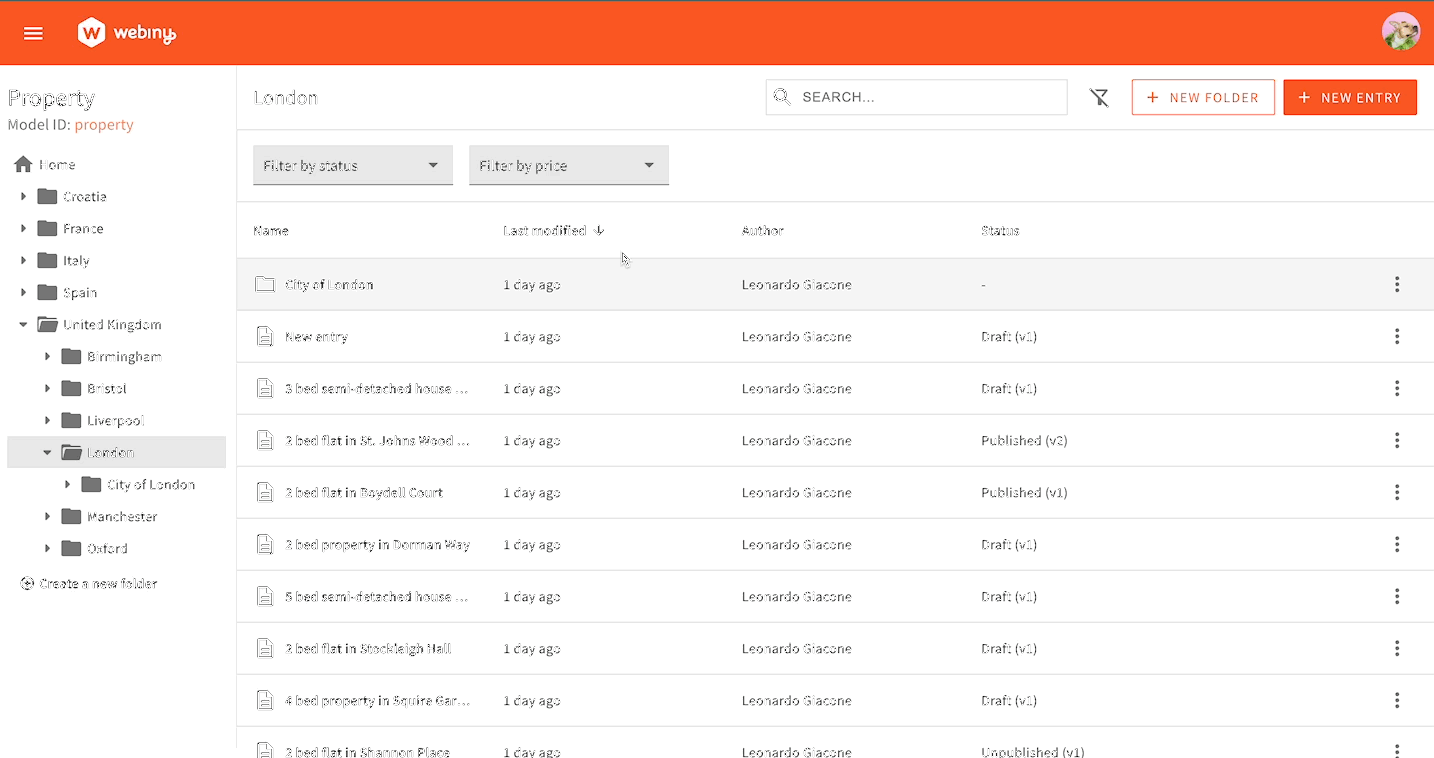 webiny
Property
Model ID: property
Home
Croatia
France
Italy
Spain
United Kingdom
Birmingham
Bristol
Liverpool
London
City of London
Manchester
Oxford
Create a new folder
London
SEARCH...
+ NEW FOLDER
+ NEW ENTRY
Filter by status
Filter by price
Name Last modified ↓ Author Status
City of London 1 day ago Leonardo Giacone -
New entry 1 day ago Leonardo Giacone Draft (v1)
3 bed semi-detached house ... 1 day ago Leonardo Giacone Draft (v1)
2 bed flat in St. Johns Wood ... 1 day ago Leonardo Giacone Published (v2)
2 bed flat in Boydell Court 1 day ago Leonardo Giacone Published (v1)
2 bed property in Dorman Way 1 day ago Leonardo Giacone Draft (v1)
5 bed semi-detached house ... 1 day ago Leonardo Giacone Draft (v1)
2 bed flat in Stockleigh Hall 1 day ago Leonardo Giacone Draft (v1)
4 bed property in Squire Gar... 1 day ago Leonardo Giacone Draft (v1)
2 bed flat in Shannon Place 1 day ago Leonardo Giacone Unpublished (v1)